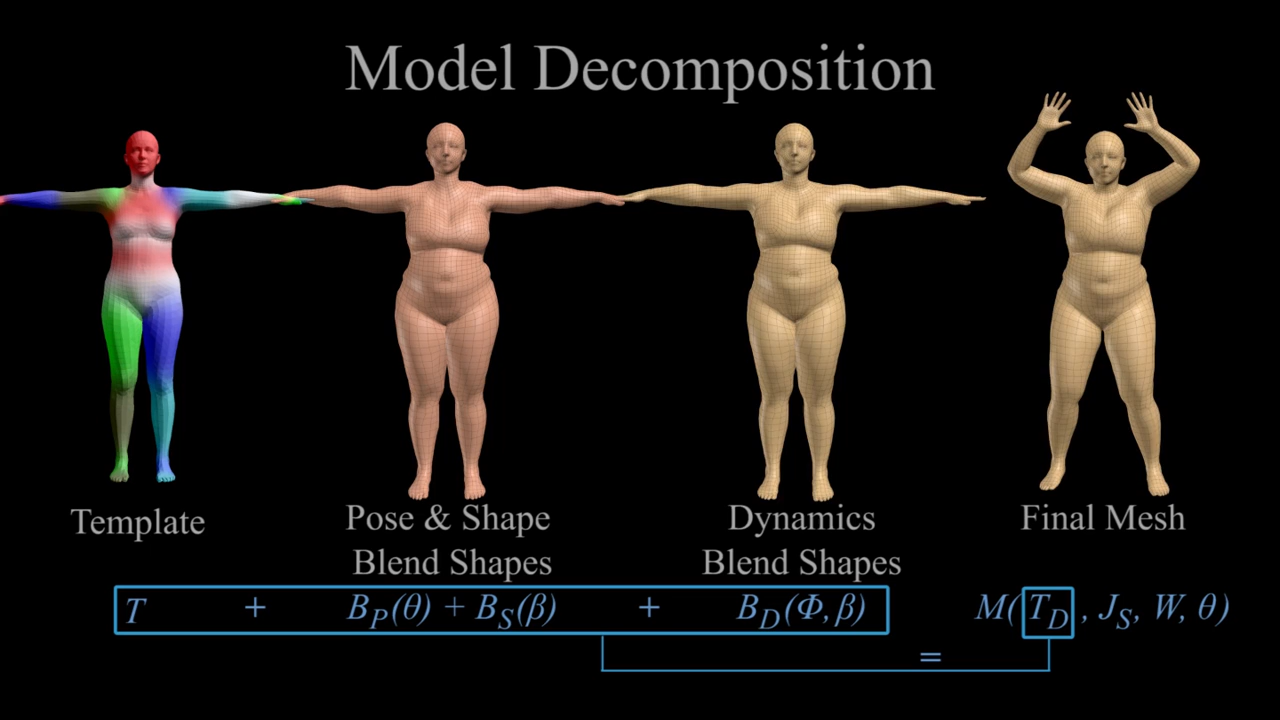 Model Decomposition
Template
Pose & Shape
Blend Shapes
Dynamics
Blend Shapes
Final Mesh
T + B_P(θ) + B_S(β) + B_D(Φ, β)
M(T_D, J_S, W, θ)
=